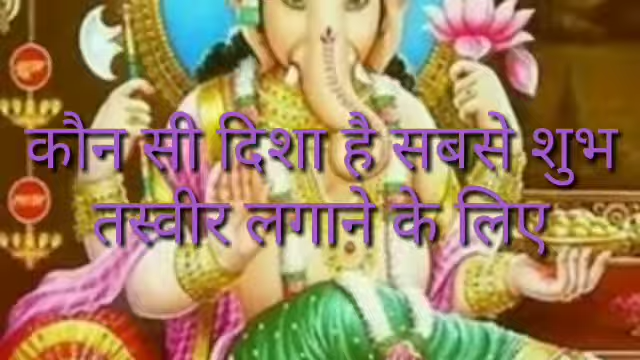 कौन सी दिशा है सबसे शुभ
तस्वीर लगाने के लिए